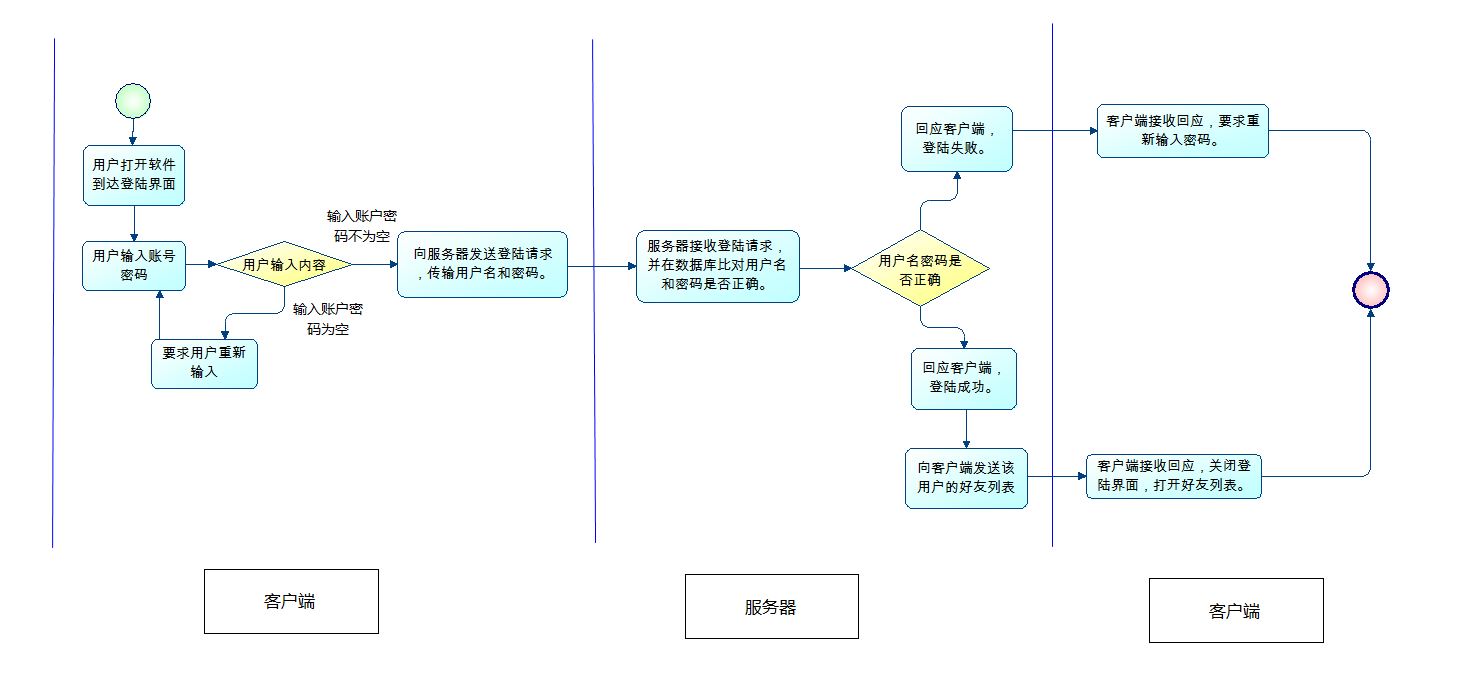 用户打开软件
到达登陆界面
用户输入账号
密码
用户输入内容
输入账户密
码不为空
输入账户密
码为空
要求用户重新
输入
向服务器发送登陆请求
，传输用户名和密码。
服务器接收登陆请求，
并在数据库比对用户名
和密码是否正确。
用户名密码是
否正确
回应客户端，
登陆失败。
回应客户端，
登陆成功。
向客户端发送该
用户的好友列表
客户端接收回应，要求重
新输入密码。
客户端接收回应，关闭登
陆界面，打开好友列表。
客户端
服务器
客户端